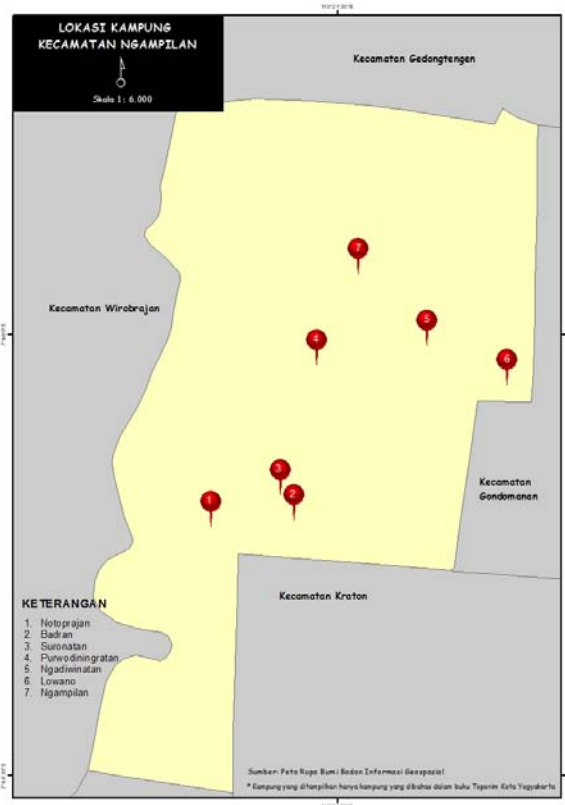 LOKASI KAMPUNG
KECAMATAN NGAMPILAN
Skala 1: 6.000
Kecamatan Gedongtengen
Kecamatan Wirobrajan
7
5
4
6
3
2
1
Kecamatan
Gondomanan
Kecamatan Kraton
KETERANGAN
1. Notoprajan
2. Badran
3. Suronatan
4. Purwodiningratan
5. Ngadiwinatan
6. Lowano
7. Ngampilan
Sumber: Peta Rupa Bumi Badan Informasi Geospasial
* Kampung yang ditampilkan hanya kampung yang dibahas dalam buku Toponim Kota Yogyakarta